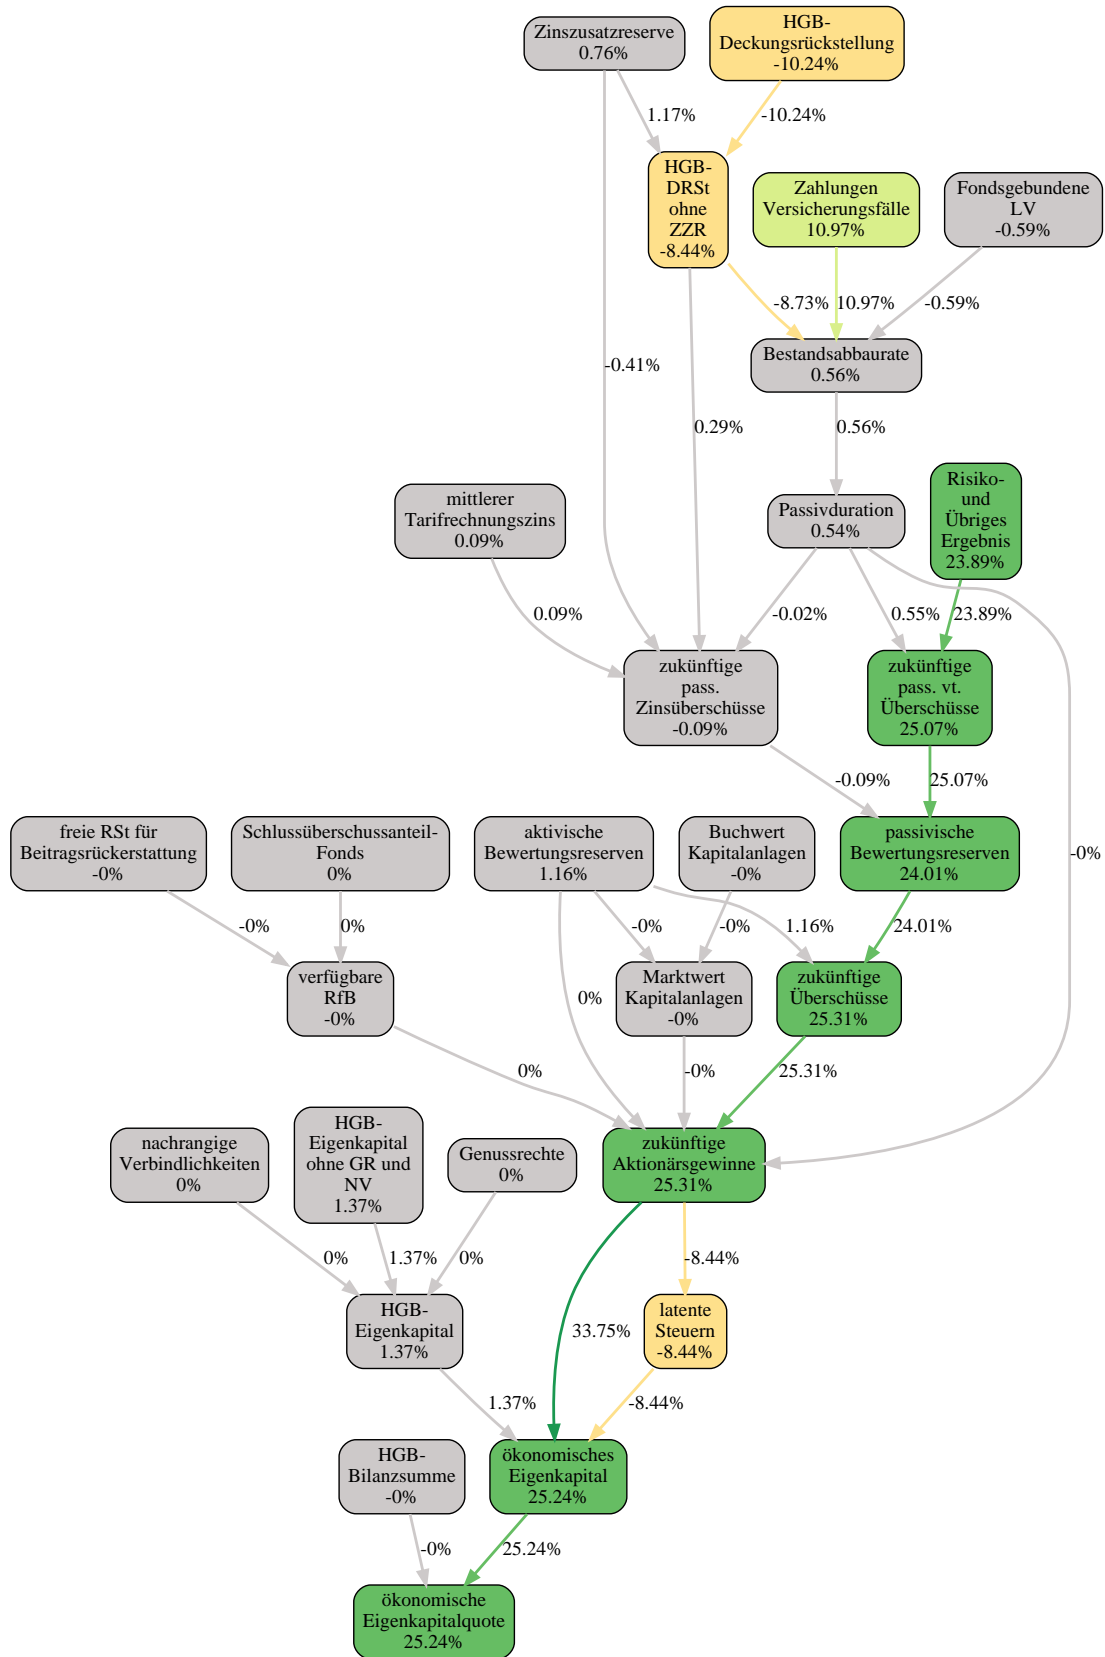 Zinszusatzreserve
0.76%
HGB-
Deckungsrückstellung
-10.24%
1.17%
-10.24%
HGB-
DRSt
ohne
ZZR
-8.44%
Zahlungen
Versicherungsfälle
10.97%
Fondsgebundene
LV
-0.59%
-8.73%
10.97%
-0.59%
Bestandsabbaurate
0.56%
-0.41%
0.29%
0.56%
mittlerer
Tarifrechnungszins
0.09%
Passivduration
0.54%
Risiko-
und
Übriges
Ergebnis
23.89%
0.09%
-0.02%
0.55%
23.89%
zukünftige
pass.
Zinsüberschüsse
-0.09%
zukünftige
pass. vt.
Überschüsse
25.07%
-0.09%
25.07%
-0%
freie RSt für
Beitragsrückerstattung
-0%
Schlussüberschussanteil-
Fonds
0%
aktivische
Bewertungsreserven
1.16%
Buchwert
Kapitalanlagen
-0%
passivische
Bewertungsreserven
24.01%
-0%
0%
-0%
-0%
1.16%
24.01%
verfügbare
RfB
-0%
0%
Marktwert
Kapitalanlagen
-0%
zukünftige
Überschüsse
25.31%
0%
-0%
25.31%
nachrangige
Verbindlichkeiten
0%
HGB-
Eigenkapital
ohne GR und
NV
1.37%
Genussrechte
0%
zukünftige
Aktionärsgewinne
25.31%
0%
1.37%
0%
-8.44%
HGB-
Eigenkapital
1.37%
33.75%
latente
Steuern
-8.44%
1.37%
-8.44%
HGB-
Bilanzsumme
-0%
ökonomisches
Eigenkapital
25.24%
-0%
25.24%
ökonomische
Eigenkapitalquote
25.24%